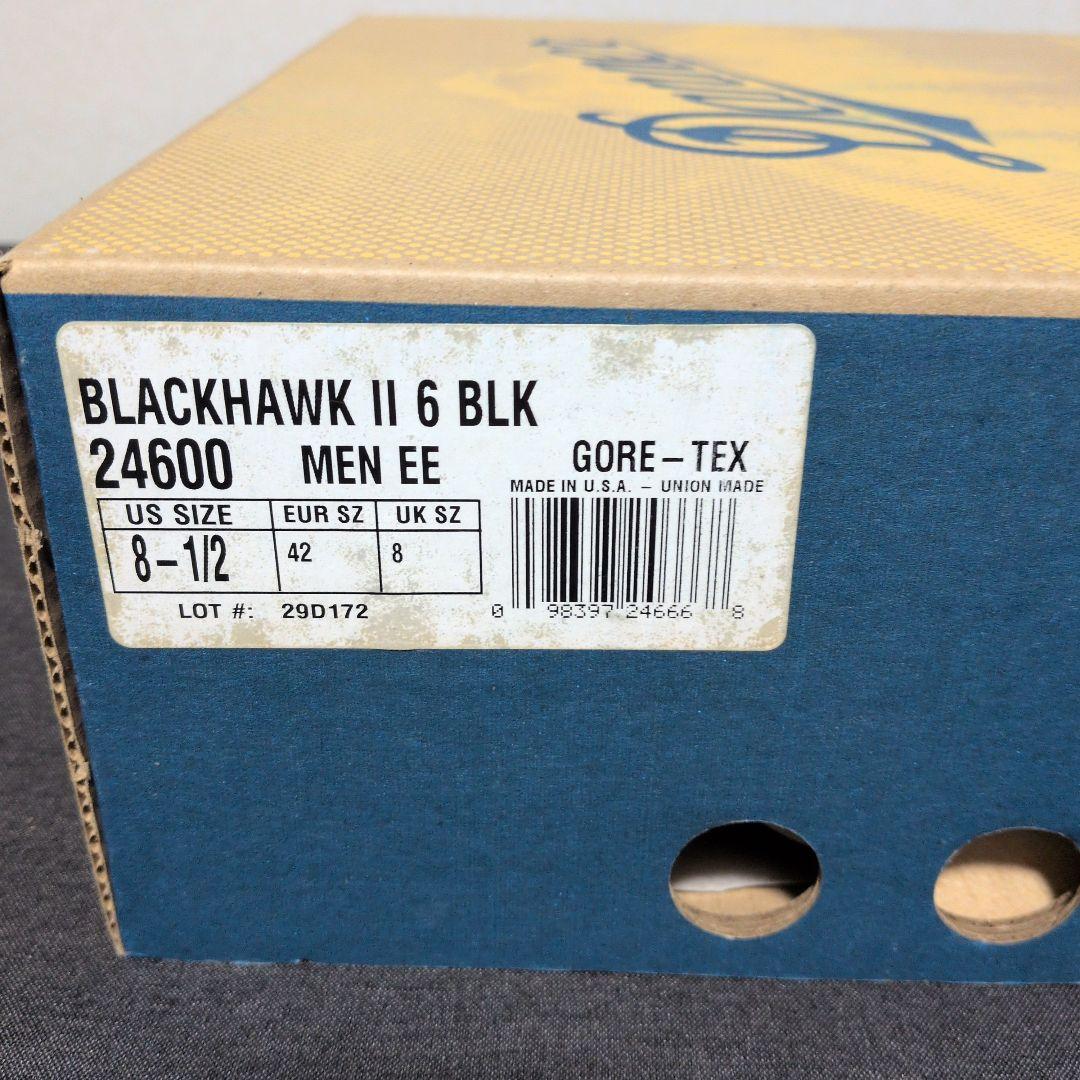 Danner
BLACKHAWK II 6 BLK
24600 MEN EE GORE-TEX
MADE IN U.S.A. - UNION MADE
US SIZE EUR SZ UK SZ
8-1/2 42 8
LOT #: 29D172
0 98397 24666 8